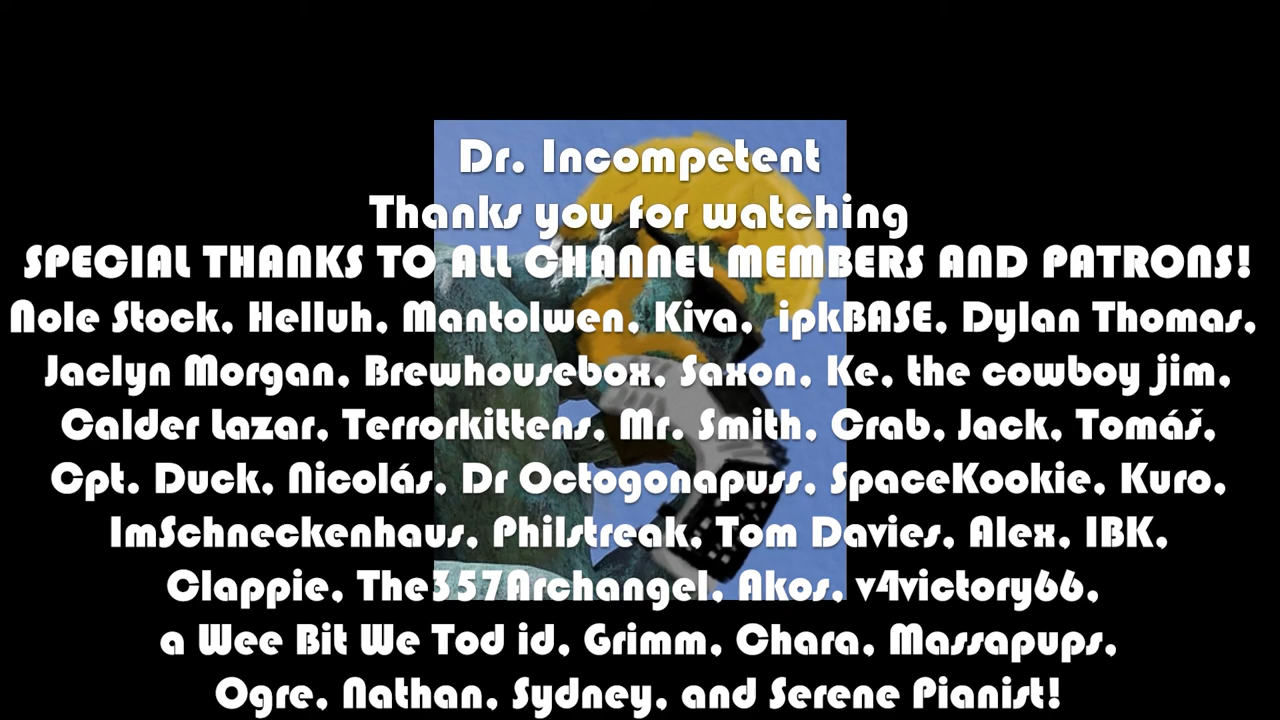 Dr. Incompetent
Thanks you for watching
SPECIAL THANKS TO ALL CHANNEL MEMBERS AND PATRONS!
Nole Stock, Helluh, Mantolwen, Kiva, ipkBASE, Dylan Thomas,
Jaclyn Morgan, Brewhousebox, Saxon, Ke, the cowboy jim,
Calder Lazar, Terrorkittens, Mr. Smith, Crab, Jack, Tomáš,
Cpt. Duck, Nicolás, Dr Octogonapuss, SpaceKookie, Kuro,
ImSchneckenhaus, Philstreak, Tom Davies, Alex, IBK,
Clappie, The357Archangel, Akos, v4victory66,
a Wee Bit We Tod id, Grimm, Chara, Massapups,
Ogre, Nathan, Sydney, and Serene Pianist!